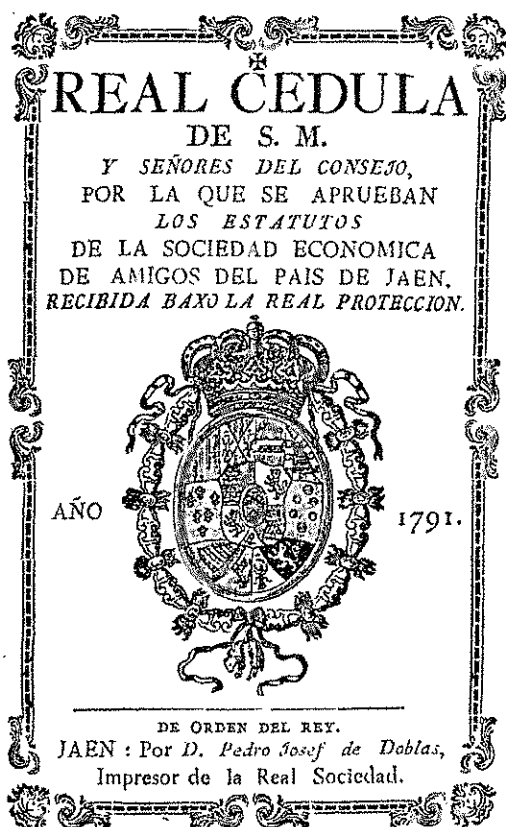 REAL CEDULA
DE S. M.
Y SEÑORES DEL CONSEJO,
POR LA QUE SE APRUEBAN
LOS ESTATUTOS
DE LA SOCIEDAD ECONOMICA
DE AMIGOS DEL PAIS DE JAEN,
RECIBIDA BAXO LA REAL PROTECCION.
AÑO 1791.
DE ORDEN DEL REY.
JAEN : Por D. Pedro Josef de Doblas,
Impresor de la Real Sociedad.